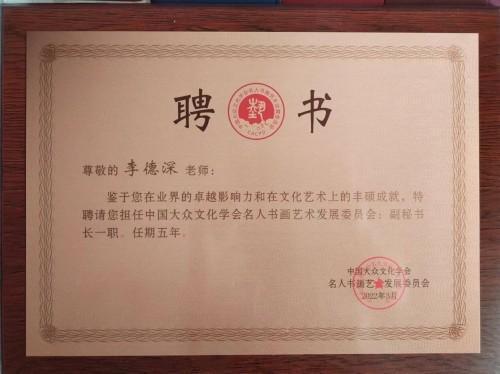 聘 书
尊敬的 李德深 老师：
鉴于您在业界的卓越影响力和在文化艺术上的丰硕成就，特
聘请您担任中国大众文化学会名人书画艺术发展委员会：副秘书
长一职。任期五年。
中国大众文化学会
名人书画艺术发展委员会
2022年3月